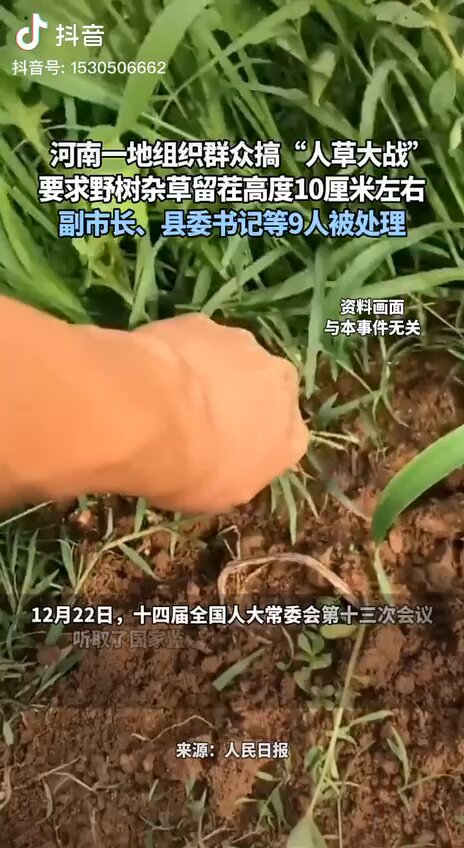 抖音
抖音号: 1530506662
河南一地组织群众搞“人草大战”
要求野树杂草留茬高度10厘米左右
副市长、县委书记等9人被处理
资料画面
与本事件无关
12月22日，十四届全国人大常委会第十三次会议
听取了国家监
来源：人民日报